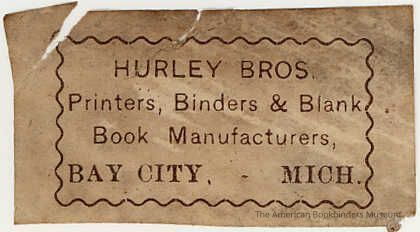 HURLEY BROS.
Printers, Binders & Blank
Book Manufacturers,
BAY CITY, - MICH.
The American Bookbinders Museum